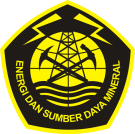 ENERGI DAN SUMBER DAYA MINERAL